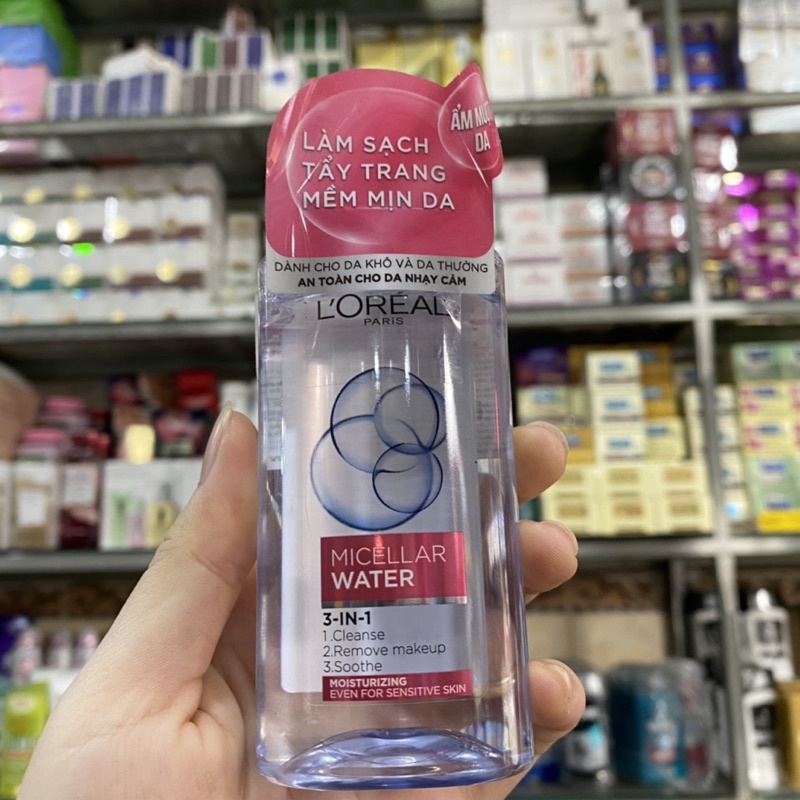 LÀM SẠCH
TẨY TRANG
MỀM MỊN DA
ẨM MƯỢT
DA
DÀNH CHO DA KHÔ VÀ DA THƯỜNG
AN TOÀN CHO DA NHẠY CẢM
L'ORÉAL
PARIS
MICELLAR
WATER
3-IN-1
1.Cleanse
2.Remove makeup
3.Soothe
MOISTURIZING
EVEN FOR SENSITIVE SKIN